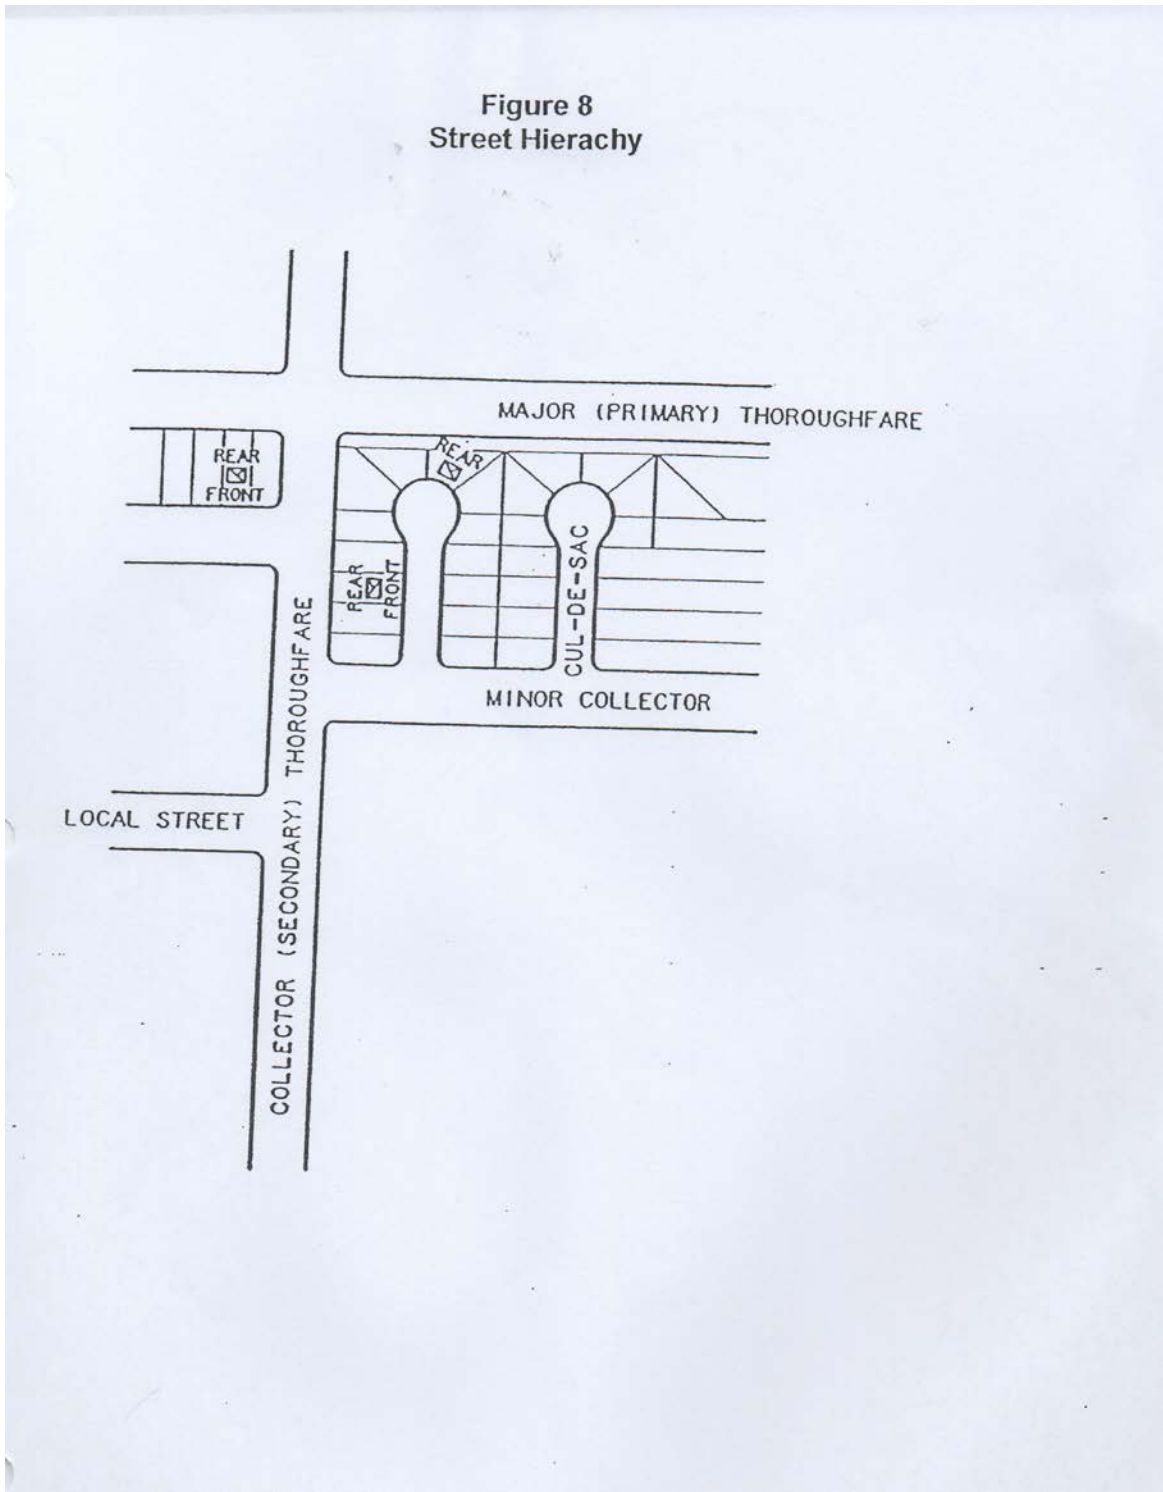 Figure 8
Street Hierachy
MAJOR (PRIMARY) THOROUGHFARE
REAR
FRONT
REAR
REAR
FRONT
CUL-DE-SAC
MINOR COLLECTOR
LOCAL STREET
COLLECTOR (SECONDARY) THOROUGHFARE